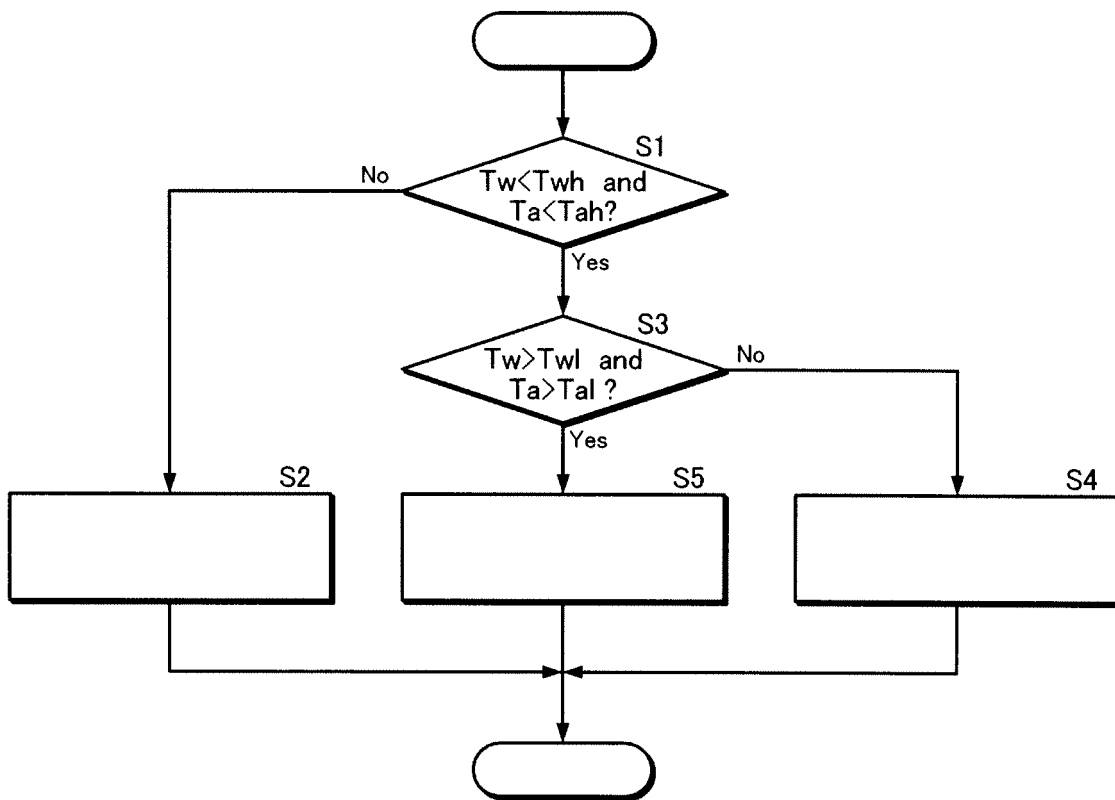 S1
No
Tw<Twh and
Ta<Tah?
Yes
S3
Tw>Twl and
Ta>Tal ?
No
Yes
S2
S5
S4